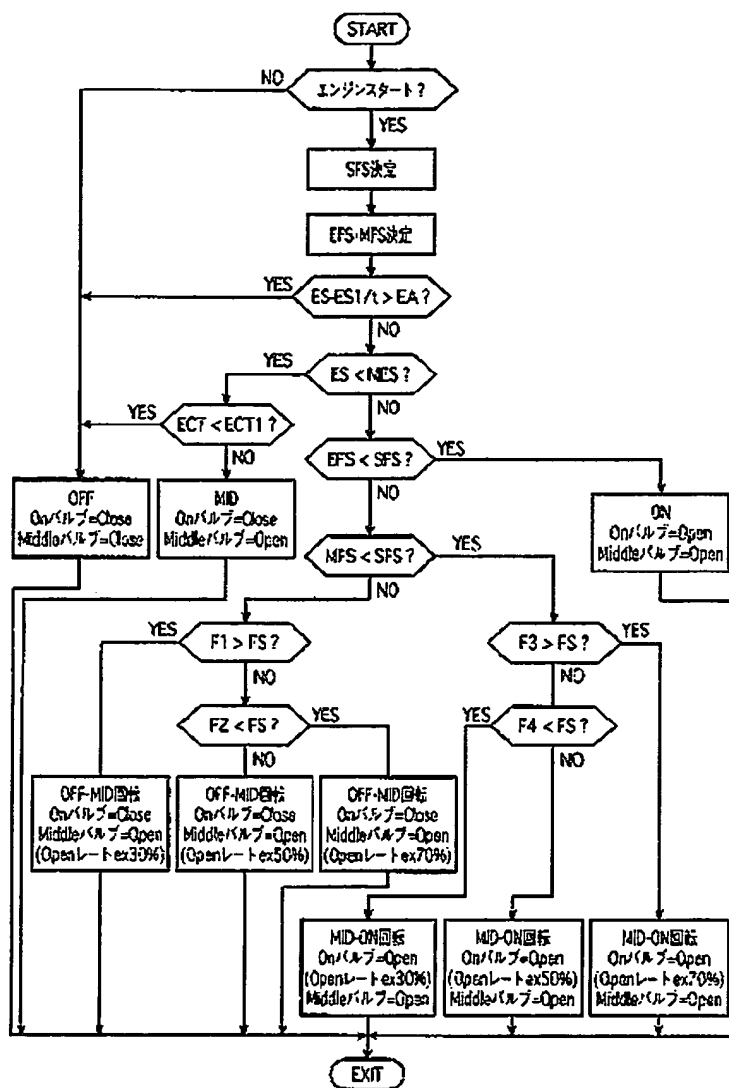 START
エンジンスタート?
NO
YES
SFS決定
EFS・MFS決定
ES-ES1/t > EA?
YES
NO
ES < MES?
YES
NO
ECT < ECT1?
YES
NO
EFS < SFS?
YES
NO
OFF
Onバルブ=Close
Middleバルブ=Close
MID
Onバルブ=Close
Middleバルブ=Open
ON
Onバルブ=Open
Middleバルブ=Open
MFS < SFS?
YES
NO
F1 > FS?
YES
NO
F3 > FS?
YES
NO
F2 < FS?
YES
NO
F4 < FS?
YES
NO
OFF-MID回転
Onバルブ=Close
Middleバルブ=Open
(Openレートex30%)
OFF-MID回転
Onバルブ=Close
Middleバルブ=Open
(Openレートex50%)
OFF-MID回転
Onバルブ=Close
Middleバルブ=Open
(Openレートex70%)
MID-ON回転
Onバルブ=Open
(Openレートex30%)
Middleバルブ=Open
MID-ON回転
Onバルブ=Open
(Openレートex50%)
Middleバルブ=Open
MID-ON回転
Onバルブ=Open
(Openレートex70%)
Middleバルブ=Open
EXIT